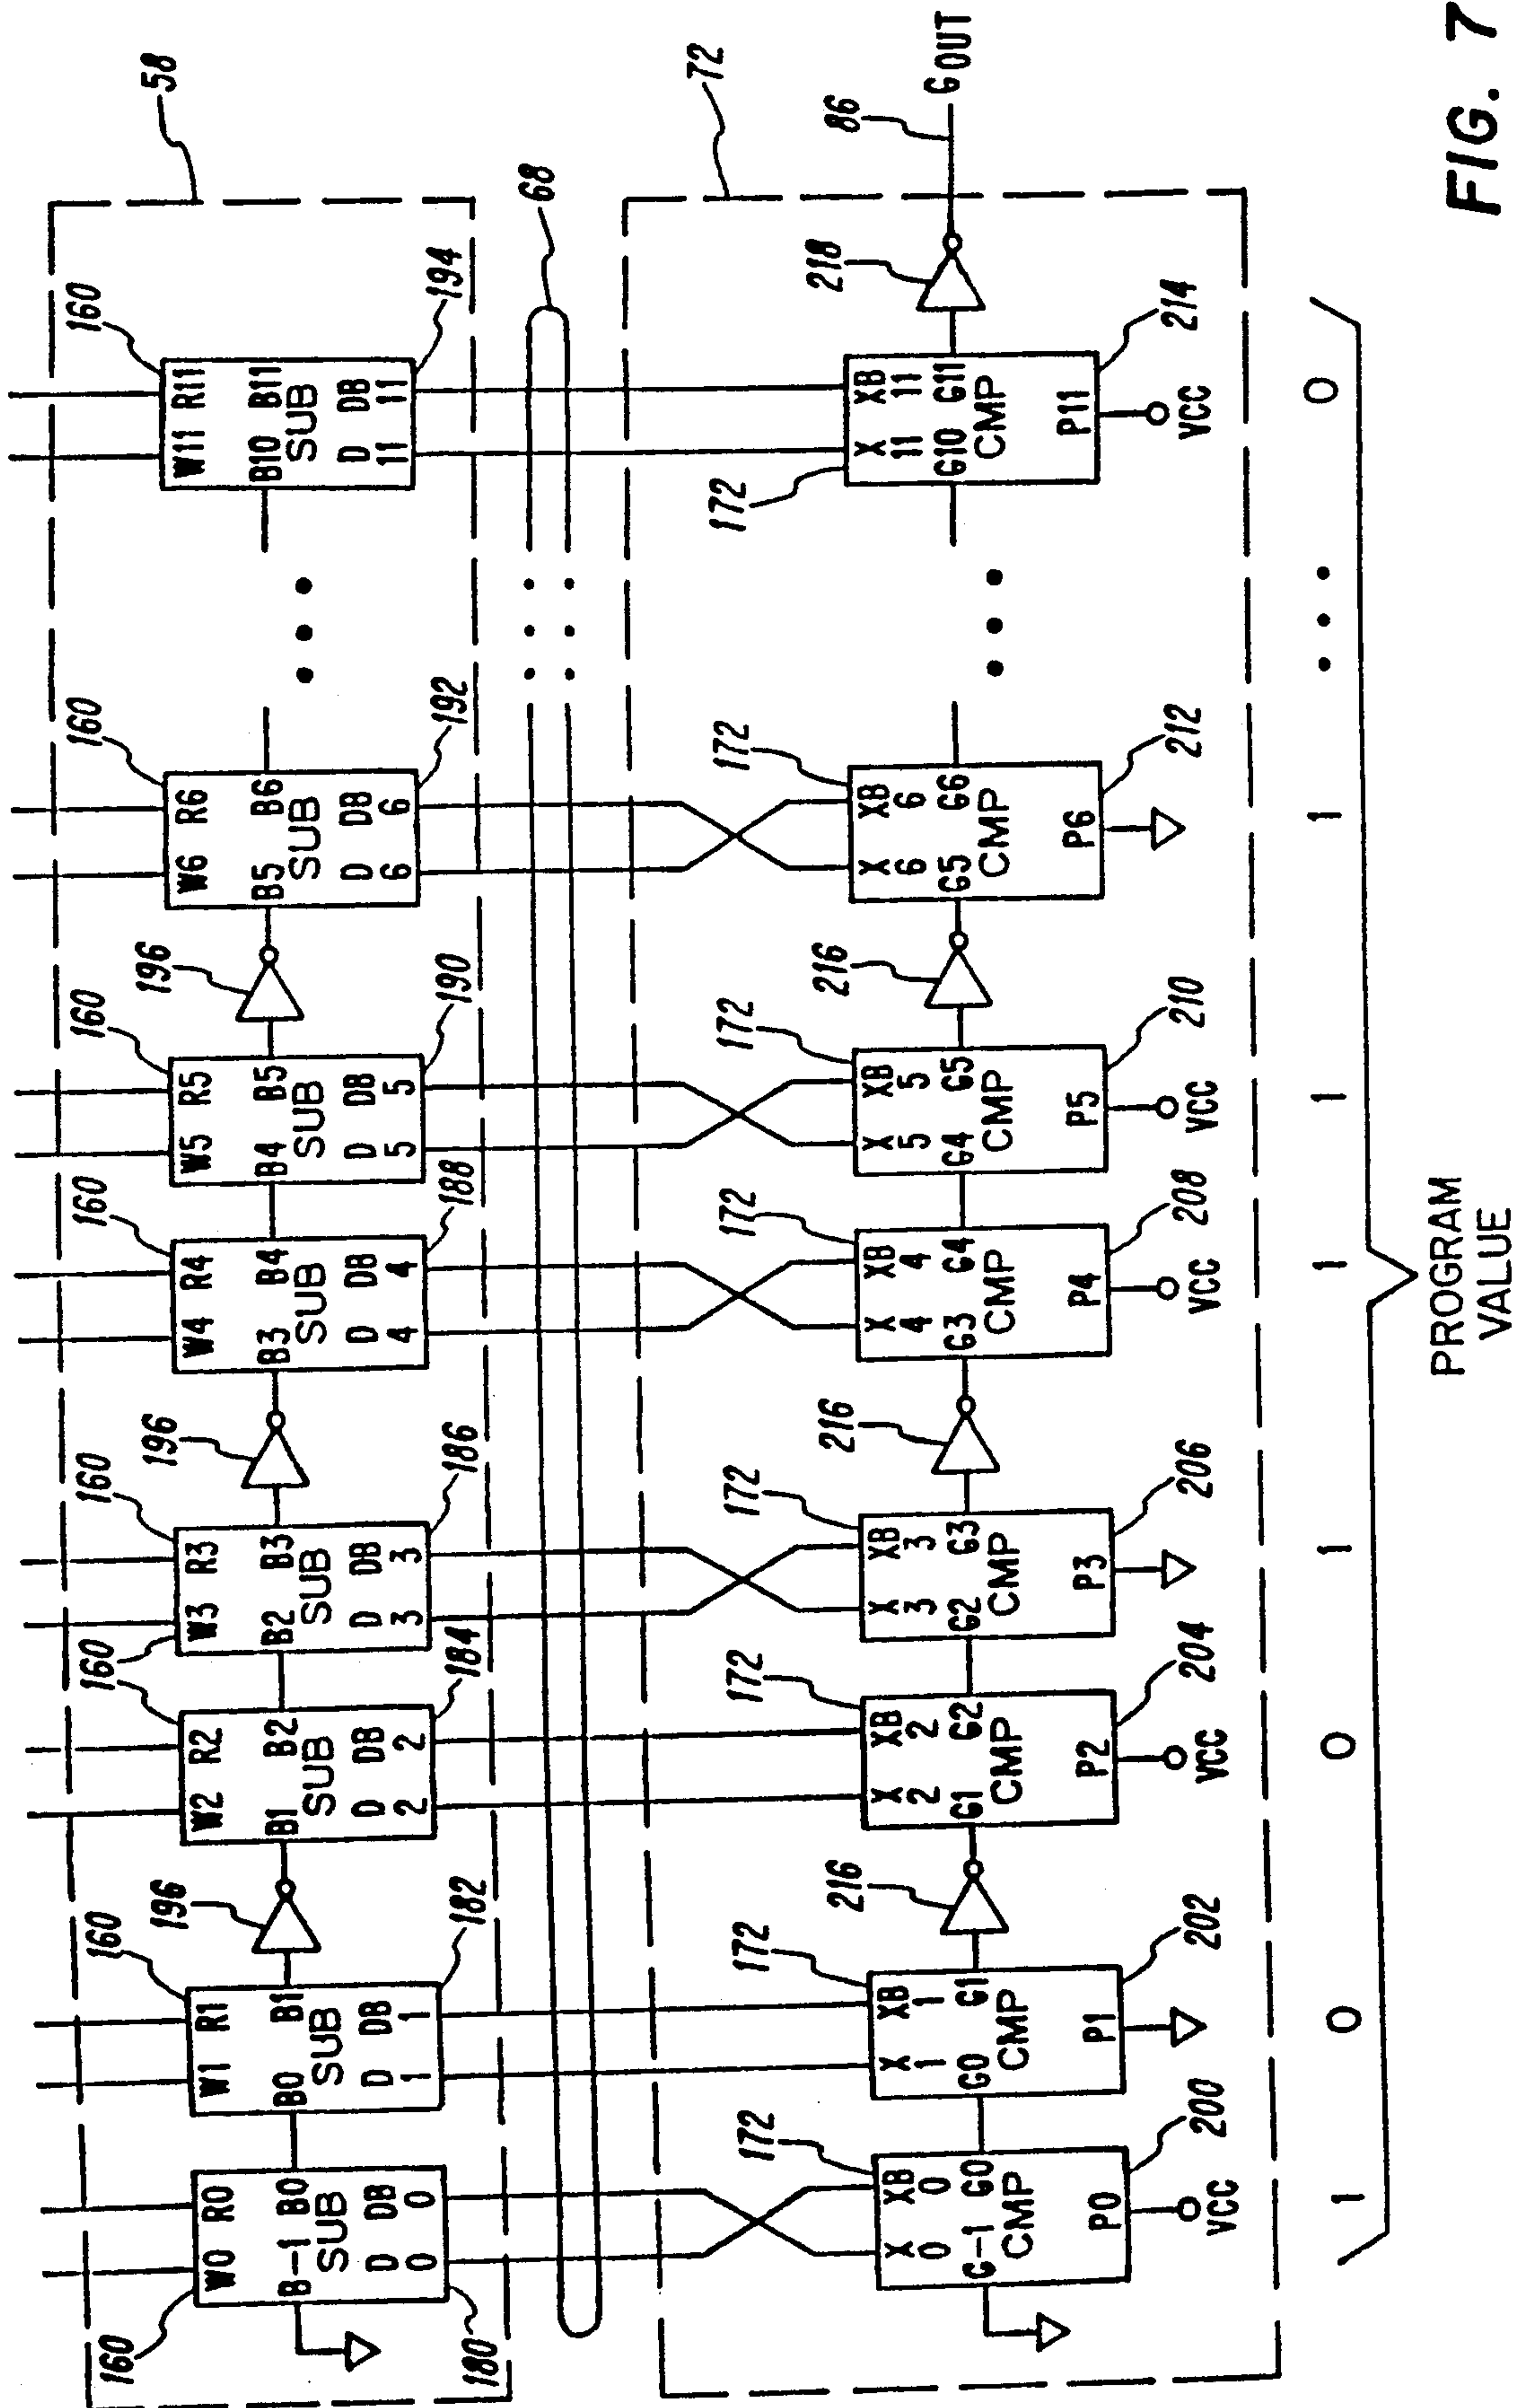 58
160 160 160 160 160 160 160 160
W0 R0 W1 R1 W2 R2 W3 R3 W4 R4 W5 R5 W6 R6 W11 R11
196 196 196
B-1 B0 B0 B1 B1 B2 B2 B3 B3 B4 B4 B5 B5 B6 B10 B11
SUB SUB SUB SUB SUB SUB SUB SUB
D DB D DB D DB D DB D DB D DB D DB D DB
0 0 1 1 2 2 3 3 4 4 5 5 6 6 11 11
180 182 184 186 188 190 192 194
68
72
172 172 172 172 172 172 172 172
216 216 216 218 86
X XB X XB X XB X XB X XB X XB X XB X XB
0 0 1 1 2 2 3 3 4 4 5 5 6 6 11 11
G-1 G0 G0 G1 G1 G2 G2 G3 G3 G4 G4 G5 G5 G6 G10 G11 GOUT
CMP CMP CMP CMP CMP CMP CMP CMP
P0 P1 P2 P3 P4 P5 P6 P11
200 202 204 206 208 210 212 214
VCC VCC VCC VCC VCC
1 0 0 1 1 1 1 ... 0
PROGRAM
VALUE
FIG. 7